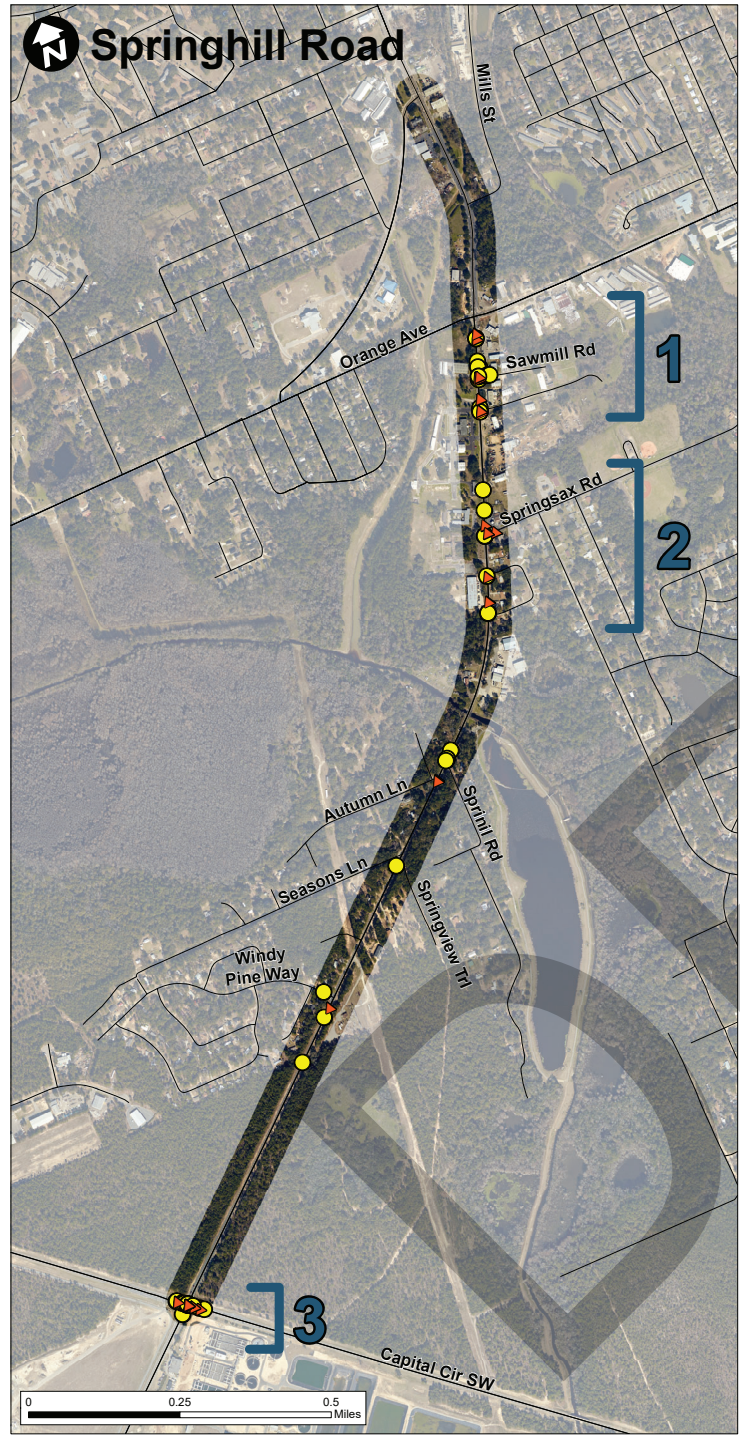 N
Springhill Road
Mills St
Orange Ave
Sawmill Rd
1
Springsax Rd
2
Autumn Ln
Sprinil Rd
Seasons Ln
Springview Trl
Windy
Pine Way
3
Capital Cir SW
0 0.25 0.5
Miles